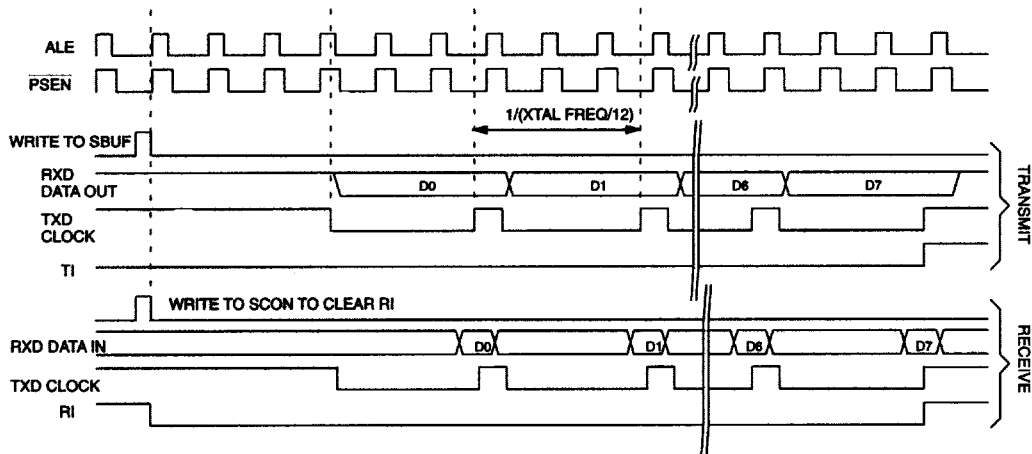 ALE
PSEN
1/(XTAL FREQ/12)
WRITE TO SBUF
RXD
DATA OUT
D0
D1
D6
D7
TXD
CLOCK
TI
TRANSMIT
WRITE TO SCON TO CLEAR RI
RXD DATA IN
D0
D1
D6
D7
TXD CLOCK
RI
RECEIVE